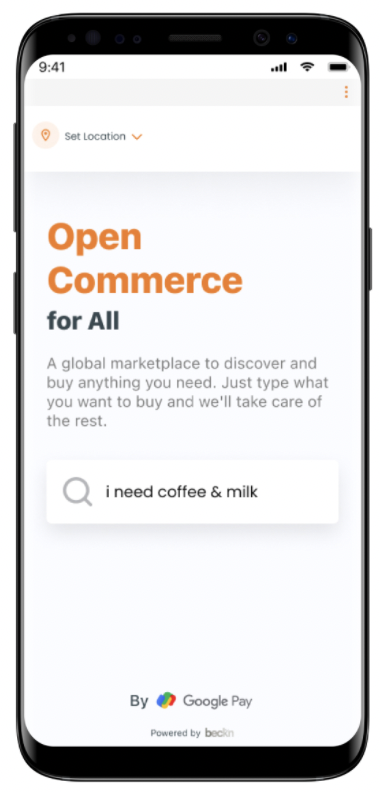 9:41
Set Location
Open
Commerce
for All
A global marketplace to discover and
buy anything you need. Just type what
you want to buy and we'll take care of
the rest.
i need coffee & milk
By Google Pay
Powered by beckn